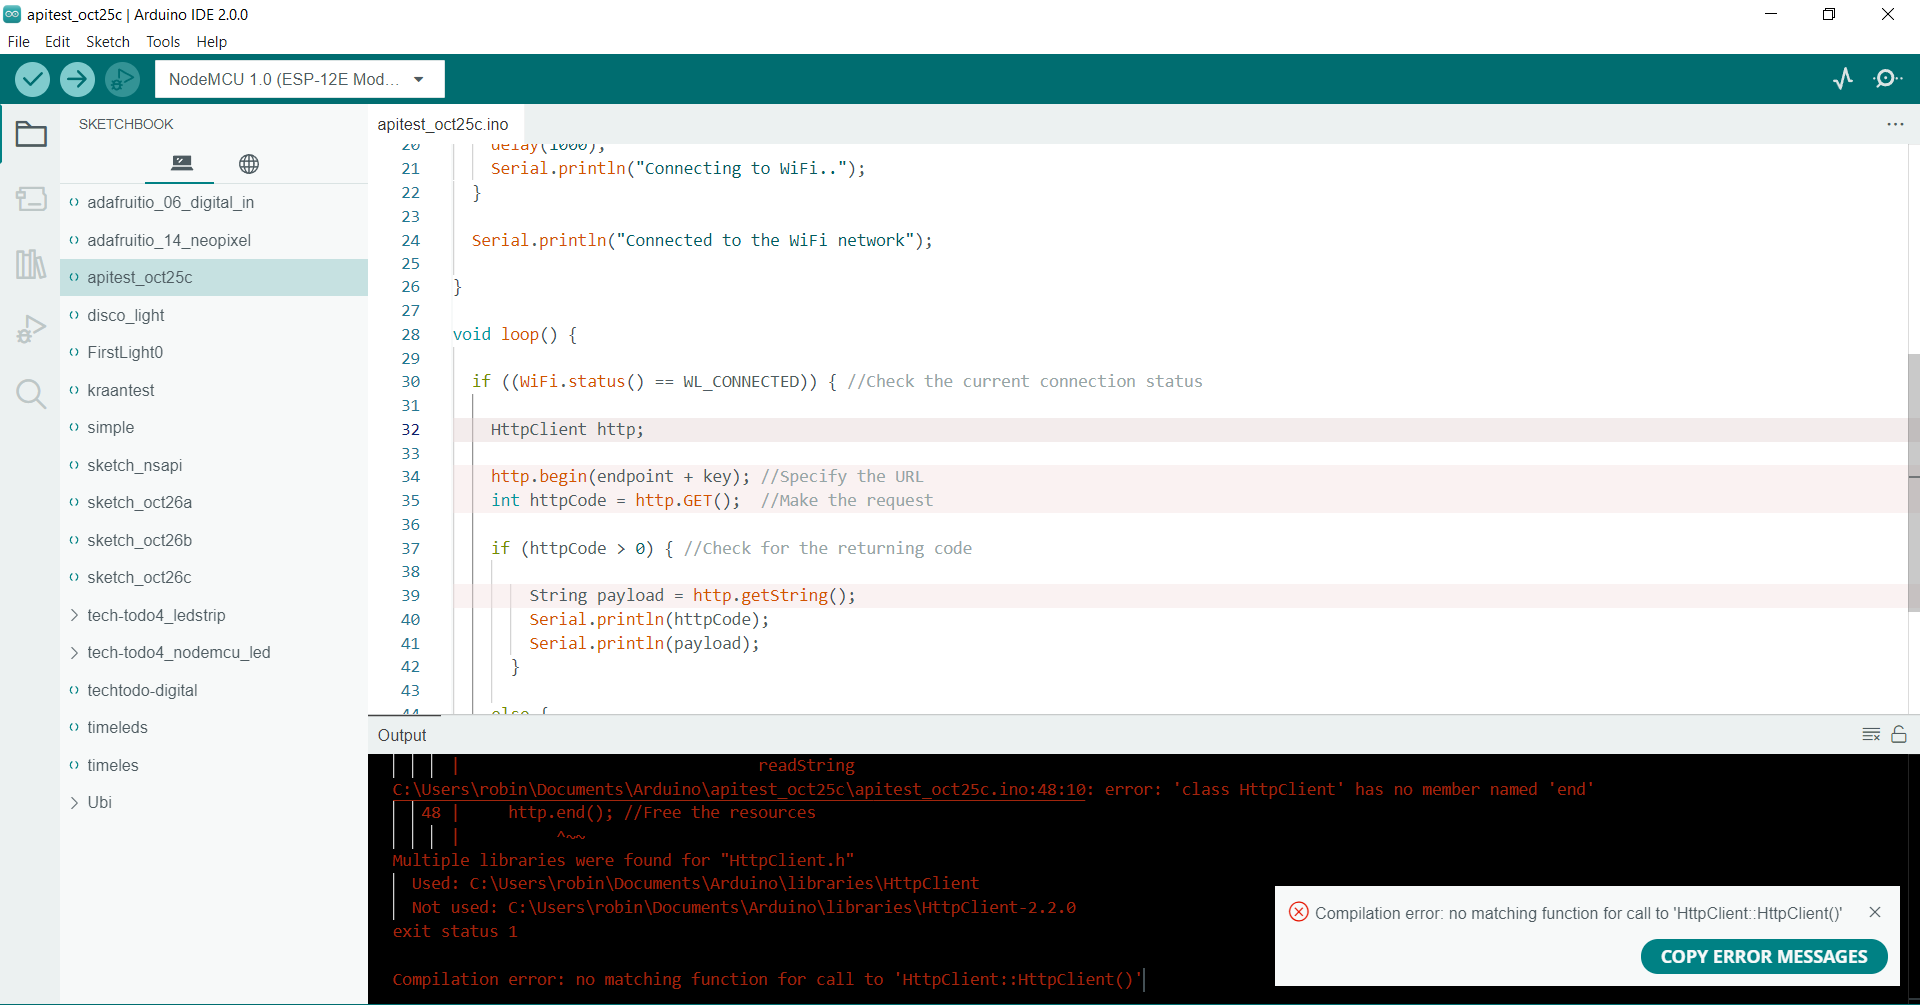 apitest_oct25c | Arduino IDE 2.0.0
File Edit Sketch Tools Help
NodeMCU 1.0 (ESP-12E Mod...
SKETCHBOOK
adafruitio_06_digital_in
adafruitio_14_neopixel
apitest_oct25c
disco_light
FirstLight0
kraantest
simple
sketch_nsapi
sketch_oct26a
sketch_oct26b
sketch_oct26c
tech-todo4_ledstrip
tech-todo4_nodemcu_led
techtodo-digital
timeleds
timeles
Ubi
apitest_oct25c.ino
20 delay(1000);
21 Serial.println("Connecting to WiFi..");
22 }
23
24 Serial.println("Connected to the WiFi network");
25
26 }
27
28 void loop() {
29
30 if ((WiFi.status() == WL_CONNECTED)) { //Check the current connection status
31
32 HttpClient http;
33
34 http.begin(endpoint + key); //Specify the URL
35 int httpCode = http.GET();  //Make the request
36
37 if (httpCode > 0) { //Check for the returning code
38
39 String payload = http.getString();
40 Serial.println(httpCode);
41 Serial.println(payload);
42 }
43
44 else {
Output
| readString
C:\Users\robin\Documents\Arduino\apitest_oct25c\apitest_oct25c.ino:48:10: error: 'class HttpClient' has no member named 'end'
48 | http.end(); //Free the resources
| ^~~
Multiple libraries were found for "HttpClient.h"
Used: C:\Users\robin\Documents\Arduino\libraries\HttpClient
Not used: C:\Users\robin\Documents\Arduino\libraries\HttpClient-2.2.0
exit status 1
Compilation error: no matching function for call to 'HttpClient::HttpClient()'
Compilation error: no matching function for call to 'HttpClient::HttpClient()'
COPY ERROR MESSAGES